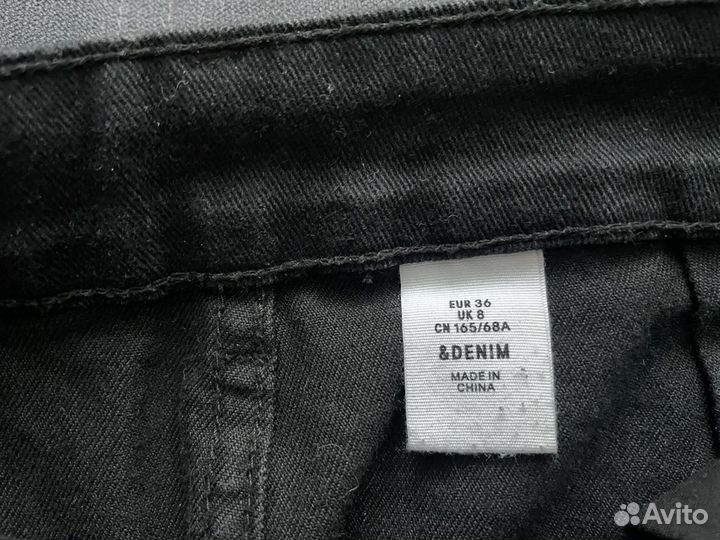 EUR 36
UK 8
CN 165/68A
&DENIM
MADE IN
CHINA
Avito